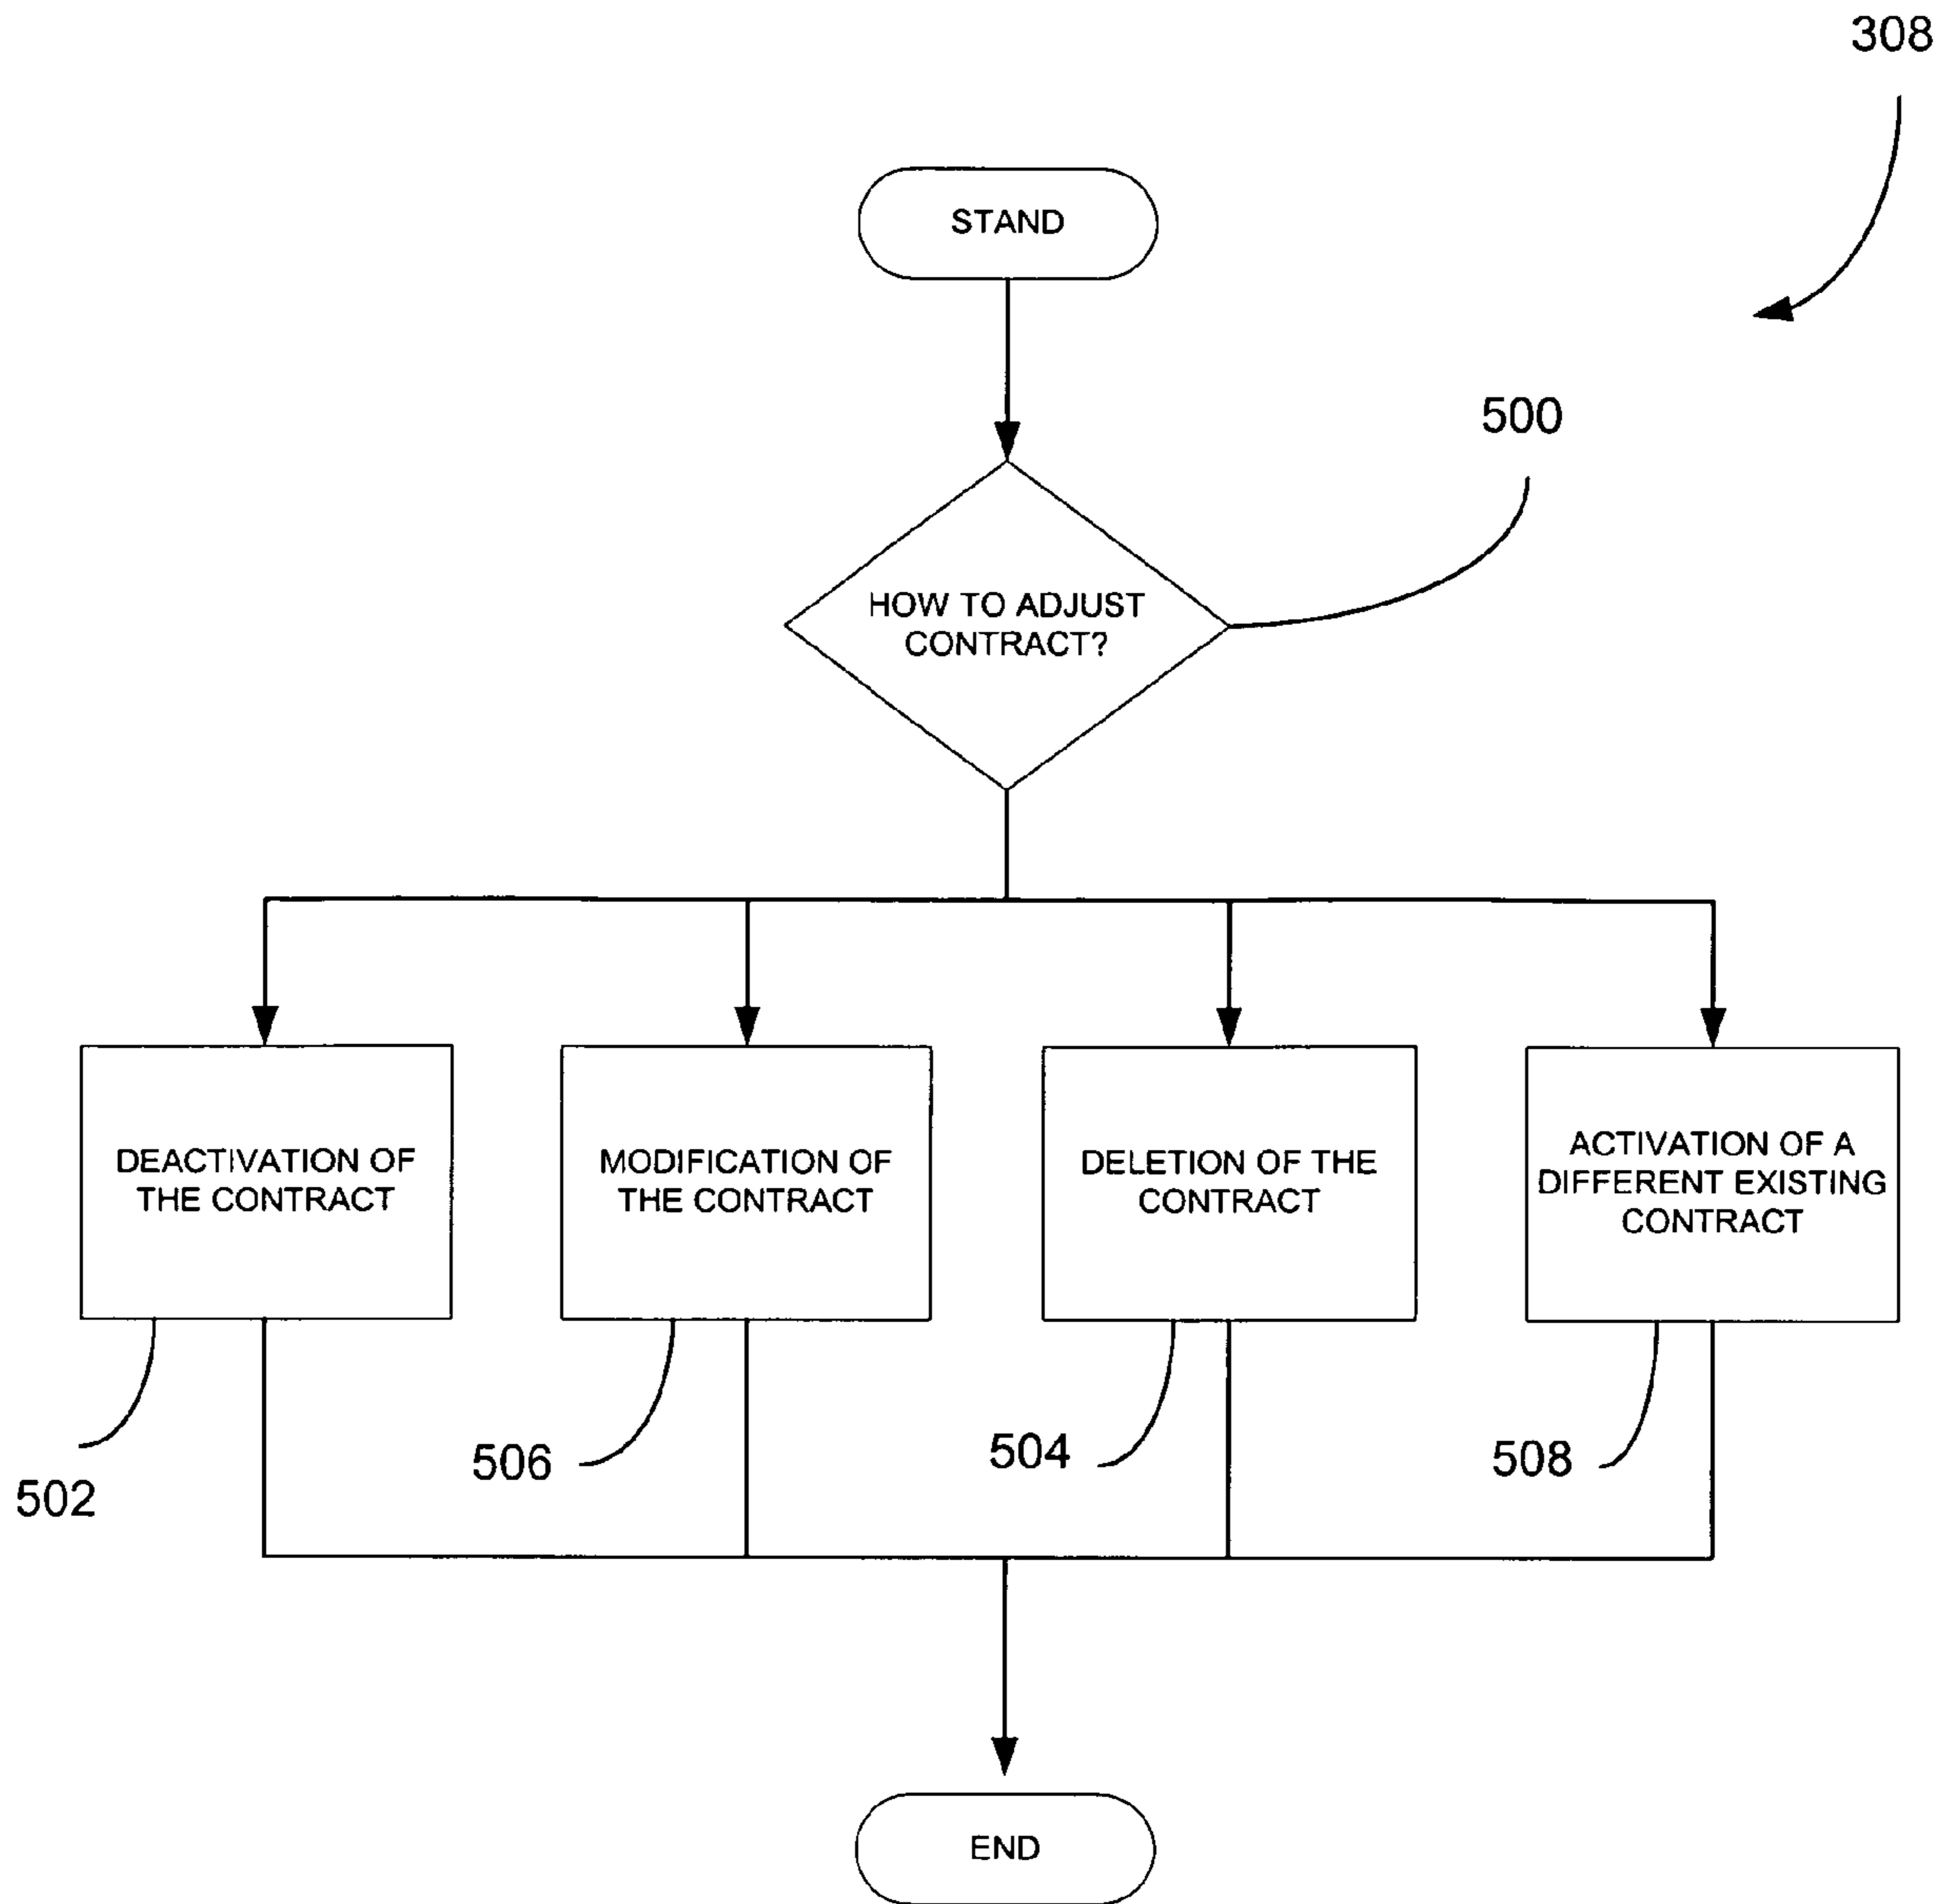 308
STAND
500
HOW TO ADJUST
CONTRACT?
DEACTIVATION OF
THE CONTRACT
MODIFICATION OF
THE CONTRACT
DELETION OF THE
CONTRACT
ACTIVATION OF A
DIFFERENT EXISTING
CONTRACT
502
506
504
508
END